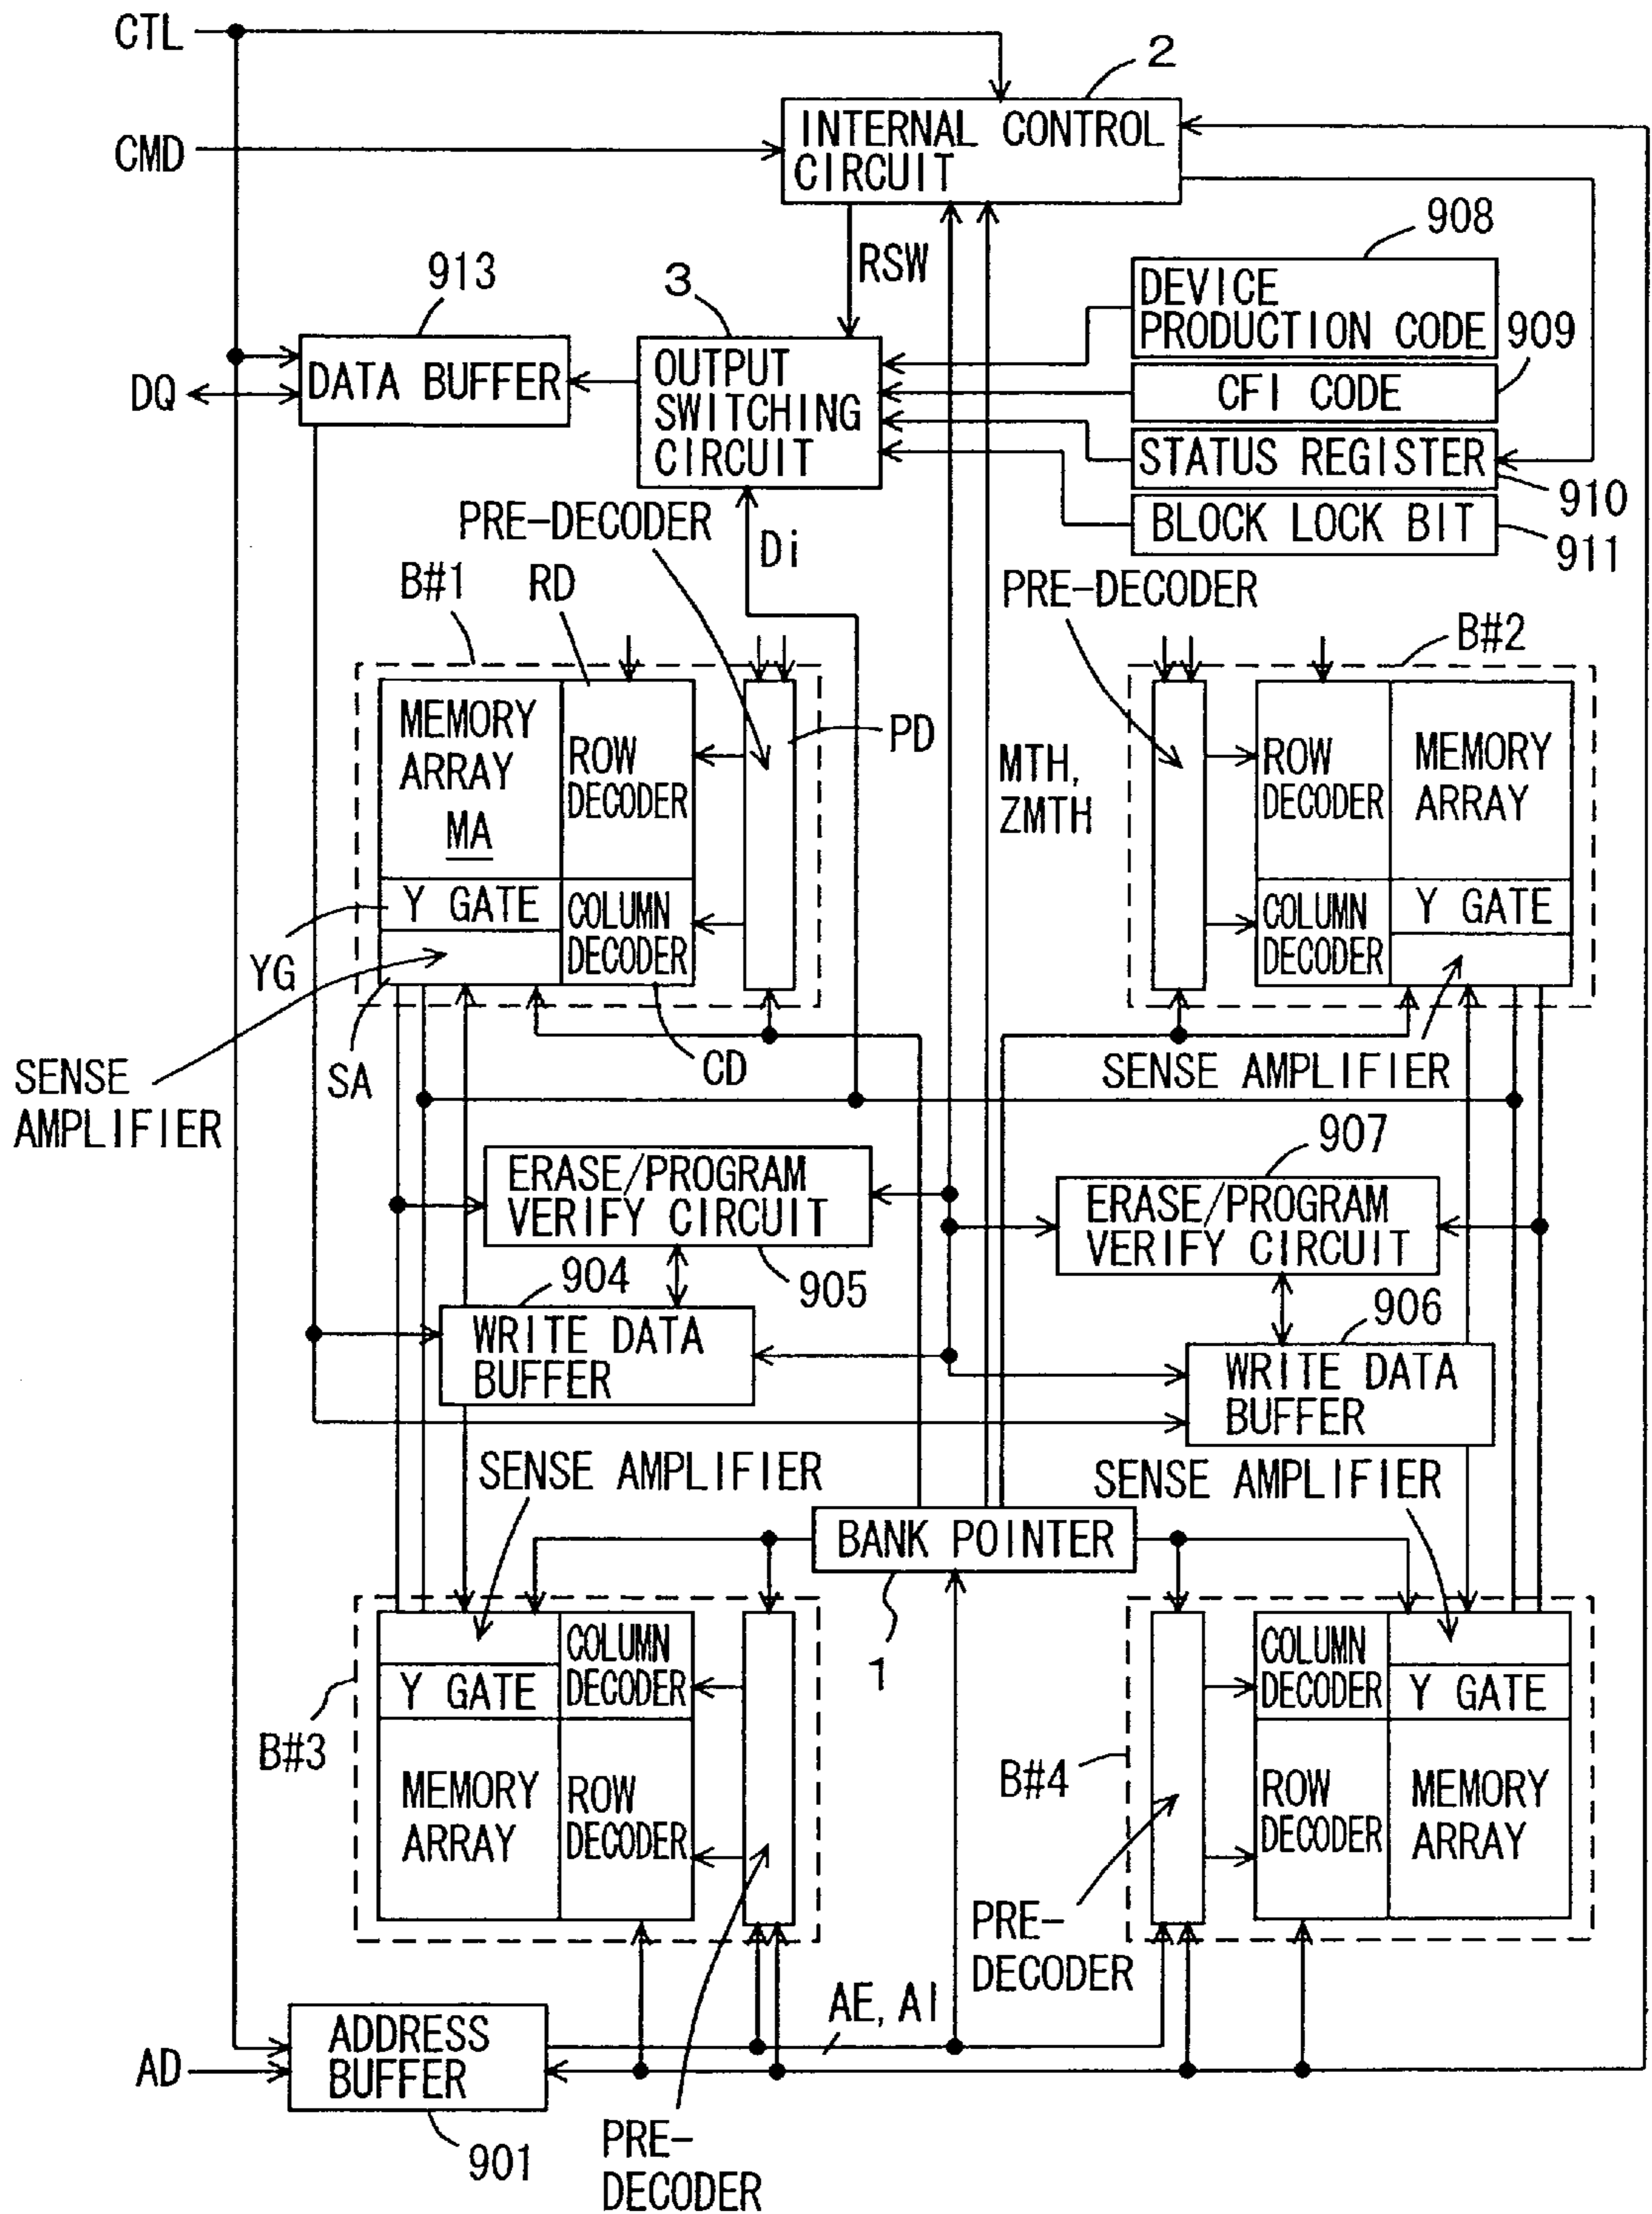 CTL
2
INTERNAL CONTROL
CIRCUIT
CMD
908
RSW
DEVICE
PRODUCTION CODE
913
3
909
DATA BUFFER
OUTPUT
SWITCHING
CIRCUIT
CFI CODE
DQ
STATUS REGISTER
910
BLOCK LOCK BIT
911
PRE-DECODER
Di
B#1
RD
PRE-DECODER
B#2
MEMORY
ARRAY
MA
ROW
DECODER
PD
MTH,
ZMTH
ROW
DECODER
MEMORY
ARRAY
Y GATE
COLUMN
DECODER
COLUMN
DECODER
Y GATE
YG
SENSE
AMPLIFIER
SA
CD
SENSE AMPLIFIER
907
ERASE/PROGRAM
VERIFY CIRCUIT
ERASE/PROGRAM
VERIFY CIRCUIT
904
905
906
WRITE DATA
BUFFER
WRITE DATA
BUFFER
SENSE AMPLIFIER
SENSE AMPLIFIER
BANK POINTER
1
COLUMN
DECODER
Y GATE
COLUMN
DECODER
Y GATE
B#3
B#4
MEMORY
ARRAY
ROW
DECODER
ROW
DECODER
MEMORY
ARRAY
PRE-
DECODER
AE, AI
ADDRESS
BUFFER
AD
901
PRE-
DECODER